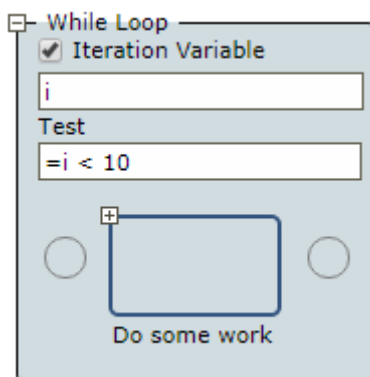 While Loop
Iteration Variable
i
Test
=i < 10
Do some work